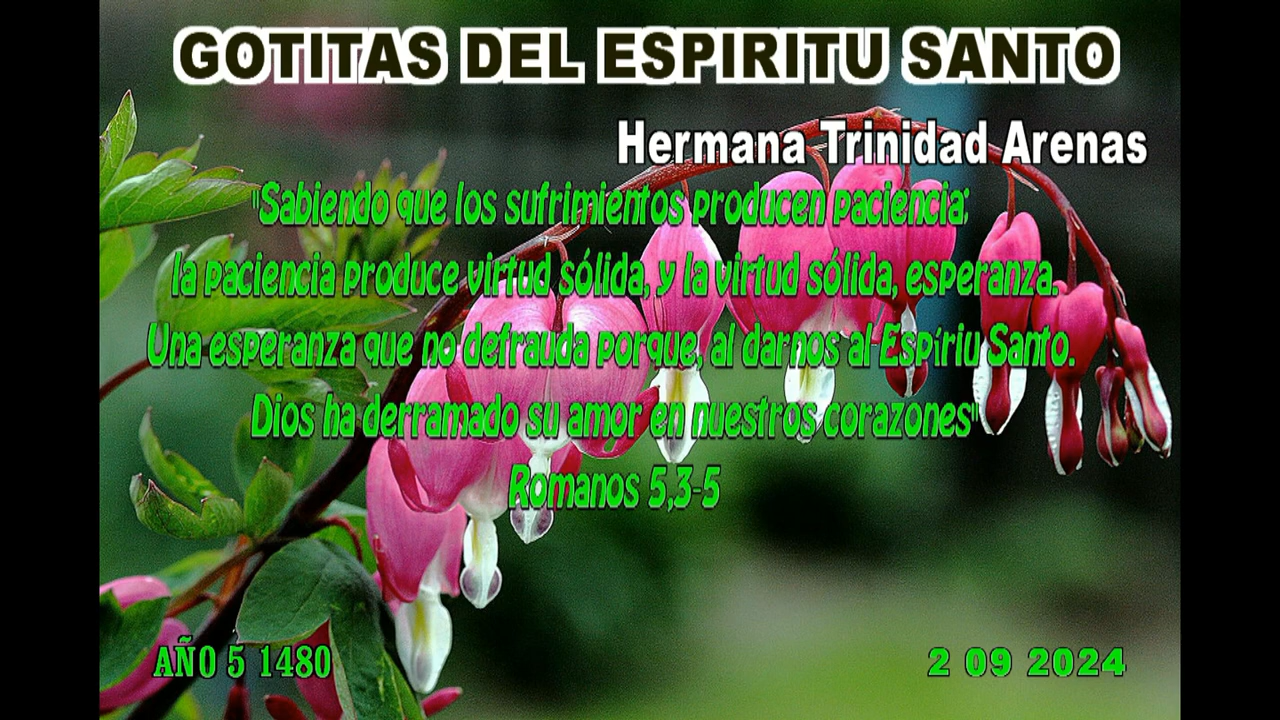 GOTITAS DEL ESPIRITU SANTO
Hermana Trinidad Arenas
"Sabiendo que los sufrimientos producen paciencia;
la paciencia produce virtud sólida, y la virtud sólida, esperanza.
Una esperanza que no defrauda porque, al darnos al Espíriu Santo.
Dios ha derramado su amor en nuestros corazones"
Romanos 5,3-5
AÑO 5 1480
2 09 2024